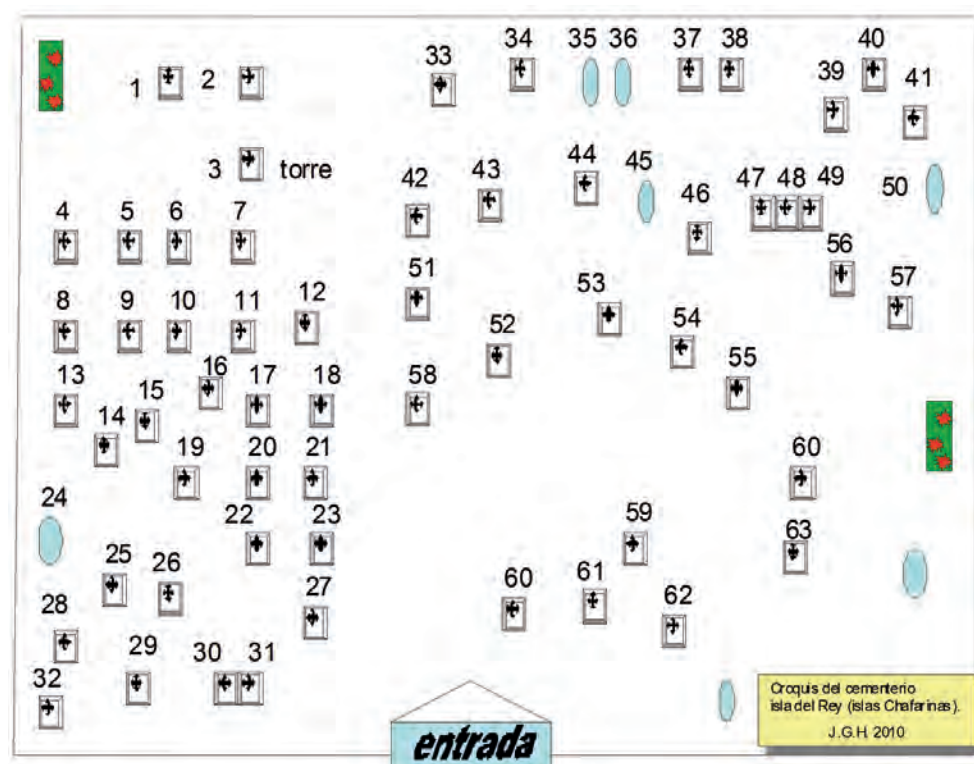 33 34 35 36 37 38 40
1 2 39 41
3 torre
42 43 44 45 46 47 48 49 50
4 5 6 7
51 53 56 57
8 9 10 11 12
52 54
13 14 15 16 17 18 58 55
19 20 21 60
24 22 23 59 63
25 26 27 60 61 62
28
29 30 31
32
entrada
Croquis del cementerio
isla del Rey (islas Chafarinas).
J.G.H. 2010